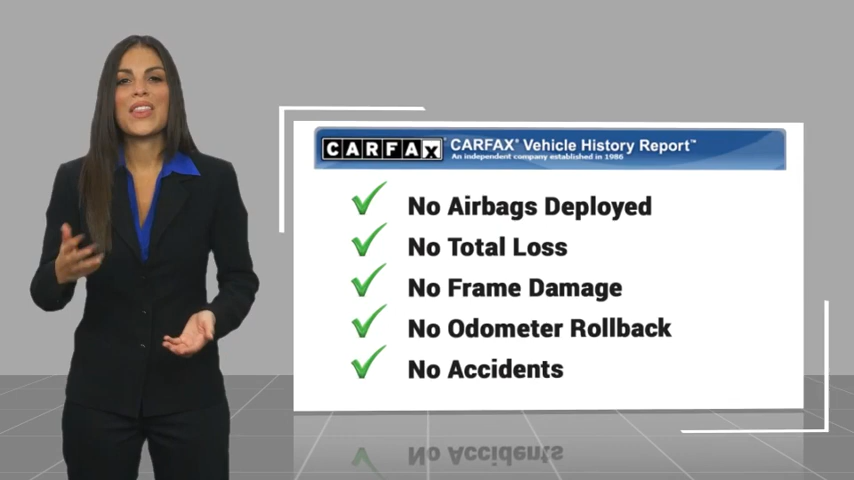 CARFAX CARFAX® Vehicle History Report™
An independent company established in 1986
No Airbags Deployed
No Total Loss
No Frame Damage
No Odometer Rollback
No Accidents
No Accidents